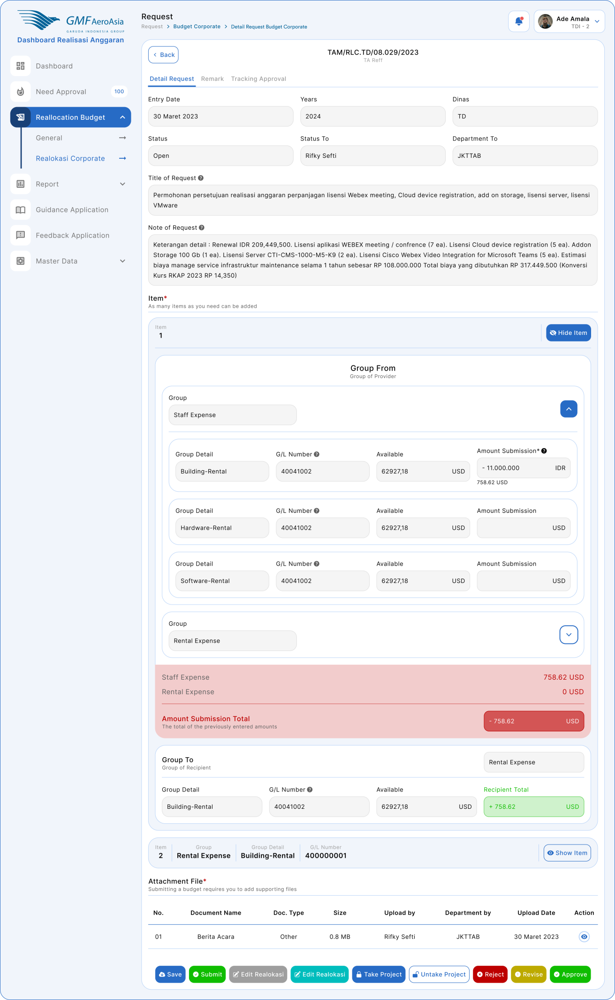 GMF AeroAsia
GARUDA INDONESIA GROUP
Dashboard Realisasi Anggaran
Dashboard
Need Approval 100
Reallocation Budget
General
Realokasi Corporate
Report
Guidance Application
Feedback Application
Master Data
Request
Request > Budget Corporate > Detail Request Budget Corporate
Ade Amala
TDI - 2
Back
TAM/RLC.TD/08.029/2023
TA Reff
Detail Request Remark Tracking Approval
Entry Date Years Dinas
30 Maret 2023 2024 TD
Status Status To Department To
Open Rifky Sefti JKTTAB
Title of Request
Permohonan persetujuan realisasi anggaran perpanjagan lisensi Webex meeting, Cloud device registration, add on storage, lisensi server, lisensi
VMware
Note of Request
Keterangan detail : Renewal IDR 209,449,500. Lisensi aplikasi WEBEX meeting / confrence (7 ea). Lisensi Cloud device registration (5 ea). Addon
Storage 100 Gb (1 ea). Lisensi Server CTI-CMS-1000-M5-K9 (2 ea). Lisensi Cisco Webex Video Integration for Microsoft Teams (5 ea). Estimasi
biaya manage service infrastruktur maintenance selama 1 tahun sebesar RP 108.000.000 Total biaya yang dibutuhkan RP 317.449.500 (Konversi
Kurs RKAP 2023 RP 14,350)
Item*
As many items as you need can be added
Item
1
Hide Item
Group From
Group of Provider
Group
Staff Expense
Group Detail G/L Number Available Amount Submission*
Building-Rental 40041002 62927,18 USD - 11.000.000 IDR
758.62 USD
Group Detail G/L Number Available Amount Submission
Hardware-Rental 40041002 62927,18 USD USD
Group Detail G/L Number Available Amount Submission
Software-Rental 40041002 62927,18 USD USD
Group
Rental Expense
Staff Expense 758.62 USD
Rental Expense 0 USD
Amount Submission Total
The total of the previously entered amounts
- 758.62 USD
Group To
Group of Recipient
Rental Expense
Group Detail G/L Number Available Recipient Total
Building-Rental 40041002 62927,18 USD + 758.62 USD
Item Group Group Detail G/L Number
2 Rental Expense Building-Rental 400000001
Show Item
Attachment File*
Submitting a budget requires you to add supporting files
No. Document Name Doc. Type Size Upload by Department by Upload Date Action
01 Berita Acara Other 0.8 MB Rifky Sefti JKTTAB 30 Maret 2023
Save Submit Edit Realokasi Edit Realokasi Take Project Untake Project Reject Revise Approve